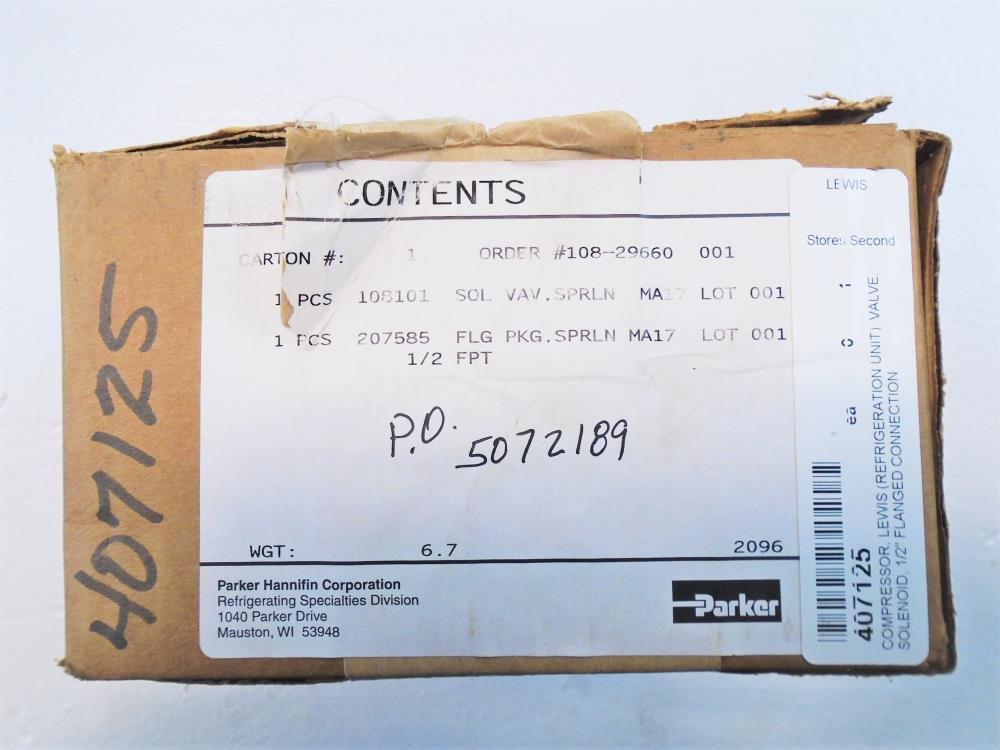 407125
CONTENTS
CARTON #: 1 ORDER #108-29660 001
1 PCS 108101 SOL VAV.SPRLN MA17 LOT 001
1 PCS 207585 FLG PKG.SPRLN MA17 LOT 001
1/2 FPT
P.O. 5072189
WGT: 6.7 2096
Parker Hannifin Corporation
Refrigerating Specialties Division
1040 Parker Drive
Mauston, WI 53948
Parker
LEWIS
Stores Second
ea 0 1
407125
COMPRESSOR, LEWIS (REFRIGERATION UNIT) VALVE,
SOLENOID, 1/2" FLANGED CONNECTION